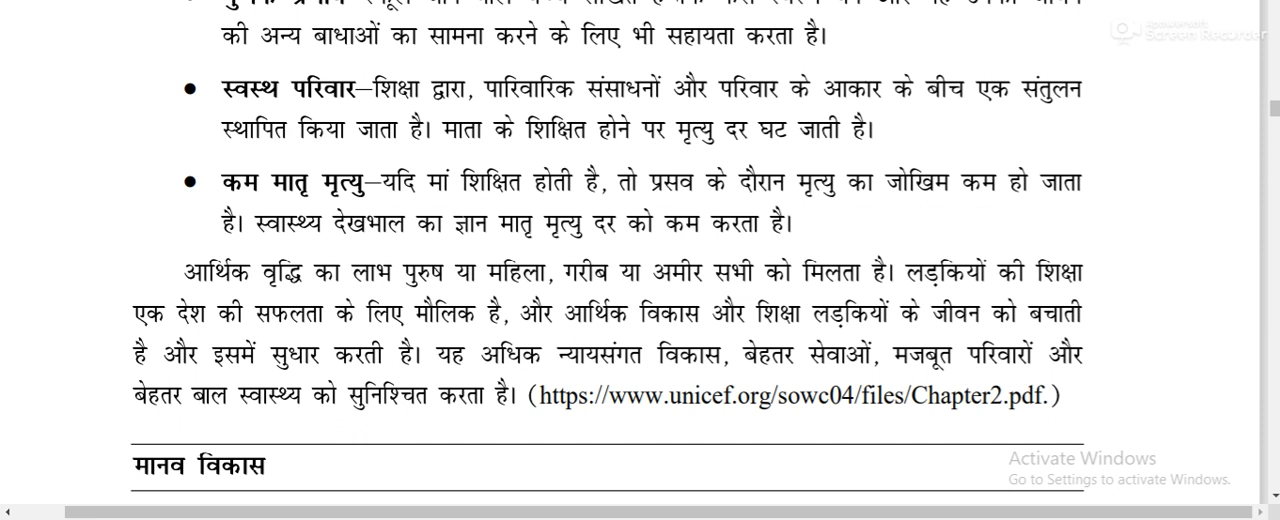 की अन्य बाधाओं का सामना करने के लिए भी सहायता करता है।
● स्वस्थ परिवार–शिक्षा द्वारा, पारिवारिक संसाधनों और परिवार के आकार के बीच एक संतुलन
स्थापित किया जाता है। माता के शिक्षित होने पर मृत्यु दर घट जाती है।
● कम मातृ मृत्यु–यदि मां शिक्षित होती है, तो प्रसव के दौरान मृत्यु का जोखिम कम हो जाता
है। स्वास्थ्य देखभाल का ज्ञान मातृ मृत्यु दर को कम करता है।
आर्थिक वृद्धि का लाभ पुरुष या महिला, गरीब या अमीर सभी को मिलता है। लड़कियों की शिक्षा
एक देश की सफलता के लिए मौलिक है, और आर्थिक विकास और शिक्षा लड़कियों के जीवन को बचाती
है और इसमें सुधार करती है। यह अधिक न्यायसंगत विकास, बेहतर सेवाओं, मजबूत परिवारों और
बेहतर बाल स्वास्थ्य को सुनिश्चित करता है। (https://www.unicef.org/sowc04/files/Chapter2.pdf.)
मानव विकास
Activate Windows
Go to Settings to activate Windows.
Screen Recorder